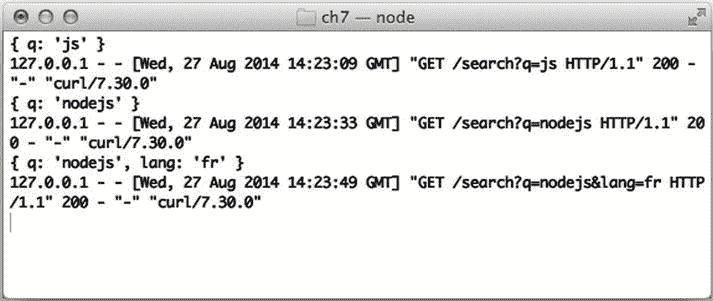 ch7 — node
{ q: 'js' }
127.0.0.1 - - [Wed, 27 Aug 2014 14:23:09 GMT] "GET /search?q=js HTTP/1.1" 200 -
"-" "curl/7.30.0"
{ q: 'nodejs' }
127.0.0.1 - - [Wed, 27 Aug 2014 14:23:33 GMT] "GET /search?q=nodejs HTTP/1.1" 20
0 - "-" "curl/7.30.0"
{ q: 'nodejs', lang: 'fr' }
127.0.0.1 - - [Wed, 27 Aug 2014 14:23:49 GMT] "GET /search?q=nodejs&lang=fr HTTP
/1.1" 200 - "-" "curl/7.30.0"